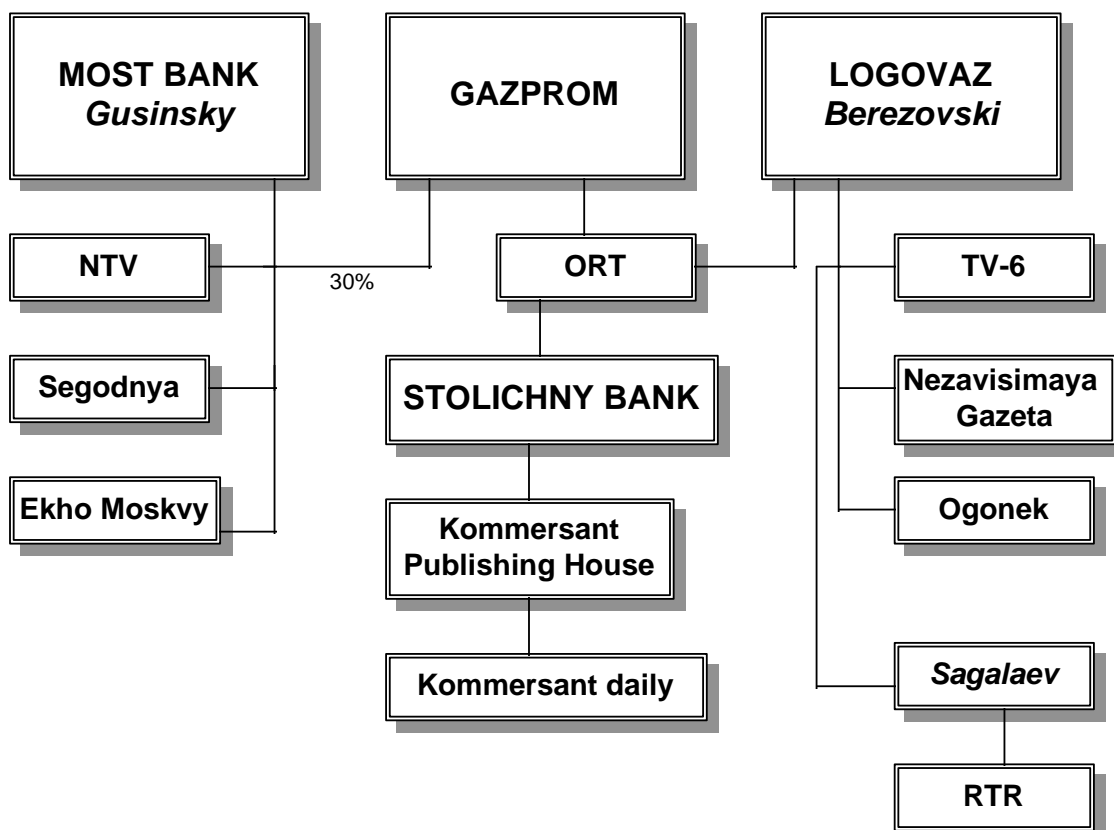 MOST BANK
Gusinsky
GAZPROM
LOGOVAZ
Berezovski
NTV
30%
ORT
TV-6
Segodnya
STOLICHNY BANK
Nezavisimaya
Gazeta
Ekho Moskvy
Kommersant
Publishing House
Ogonek
Kommersant daily
Sagalaev
RTR